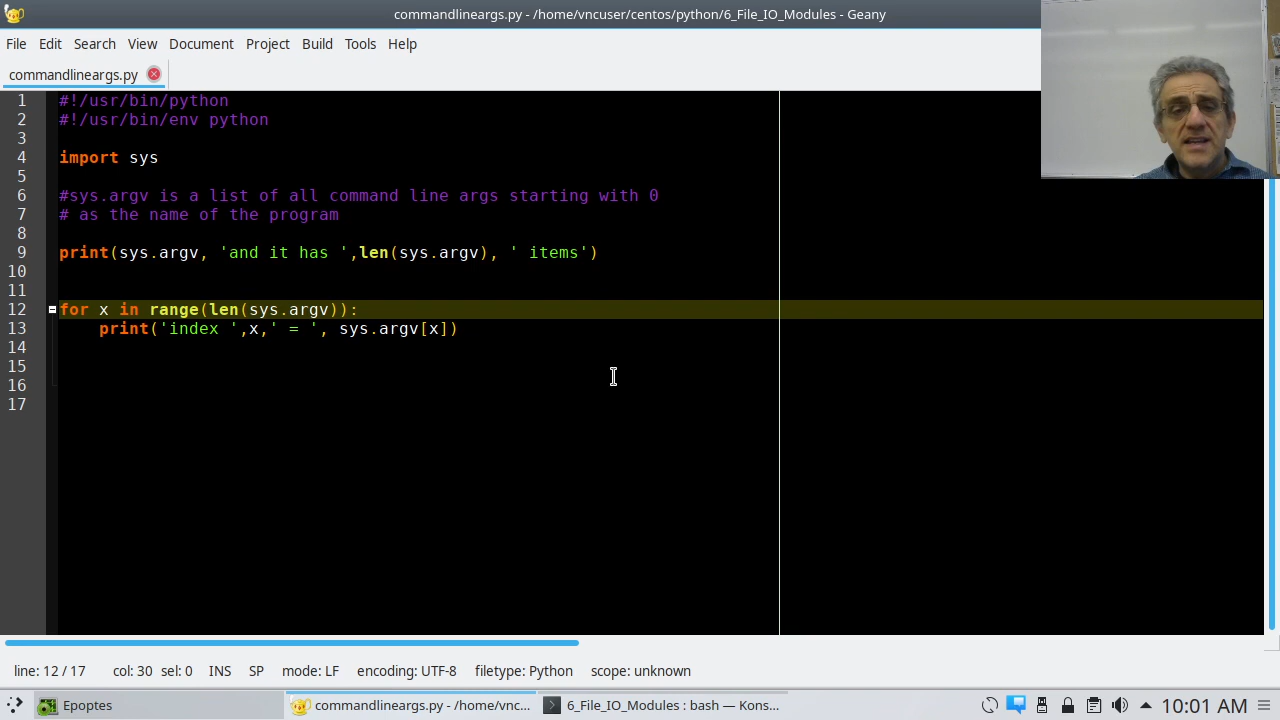 commandlineargs.py - /home/vncuser/centos/python/6_File_IO_Modules - Geany
File Edit Search View Document Project Build Tools Help
commandlineargs.py
1 #!/usr/bin/python
2 #!/usr/bin/env python
3
4 import sys
5
6 #sys.argv is a list of all command line args starting with 0
7 # as the name of the program
8
9 print(sys.argv, 'and it has ',len(sys.argv), ' items')
10
11
12 for x in range(len(sys.argv)):
13     print('index ',x,' = ', sys.argv[x])
14
15
16
17
line: 12 / 17 col: 30 sel: 0 INS SP mode: LF encoding: UTF-8 filetype: Python scope: unknown
Epoptes commandlineargs.py - /home/vnc... 6_File_IO_Modules : bash — Kons... 10:01 AM